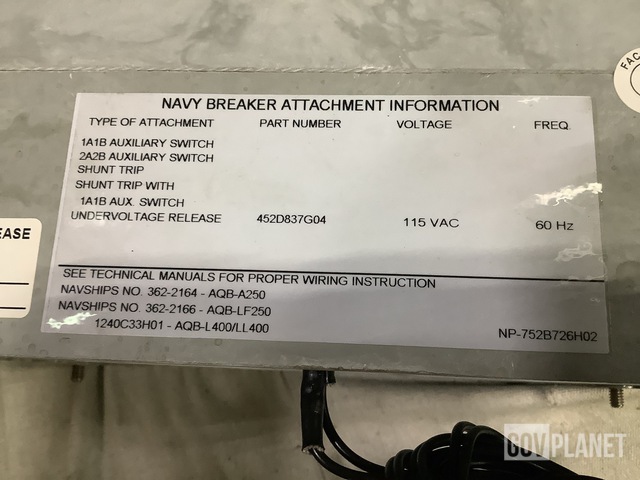 NAVY BREAKER ATTACHMENT INFORMATION
TYPE OF ATTACHMENT PART NUMBER VOLTAGE FREQ.
1A1B AUXILIARY SWITCH
2A2B AUXILIARY SWITCH
SHUNT TRIP
SHUNT TRIP WITH
1A1B AUX. SWITCH
UNDERVOLTAGE RELEASE 452D837G04 115 VAC 60 Hz
SEE TECHNICAL MANUALS FOR PROPER WIRING INSTRUCTION
NAVSHIPS NO. 362-2164 - AQB-A250
NAVSHIPS NO. 362-2166 - AQB-LF250
1240C33H01 - AQB-L400/LL400 NP-752B726H02
EASE
FAC
GOVPLANET